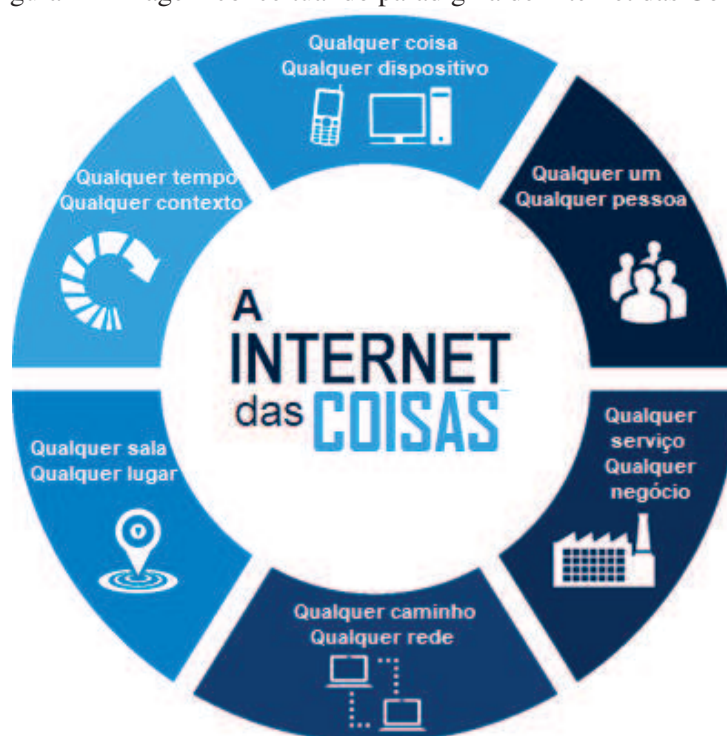 Qualquer coisa
Qualquer dispositivo
Qualquer um
Qualquer pessoa
Qualquer
serviço
Qualquer
negócio
Qualquer caminho
Qualquer rede
Qualquer sala
Qualquer lugar
Qualquer tempo
Qualquer contexto
A
INTERNET
das COISAS